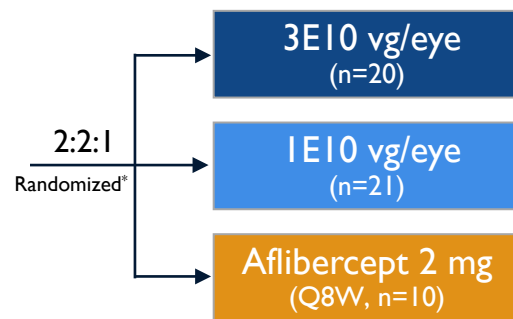 3E10 vg/eye
(n=20)
2:2:1
Randomized*
1E10 vg/eye
(n=21)
Aflibercept 2 mg
(Q8W, n=10)